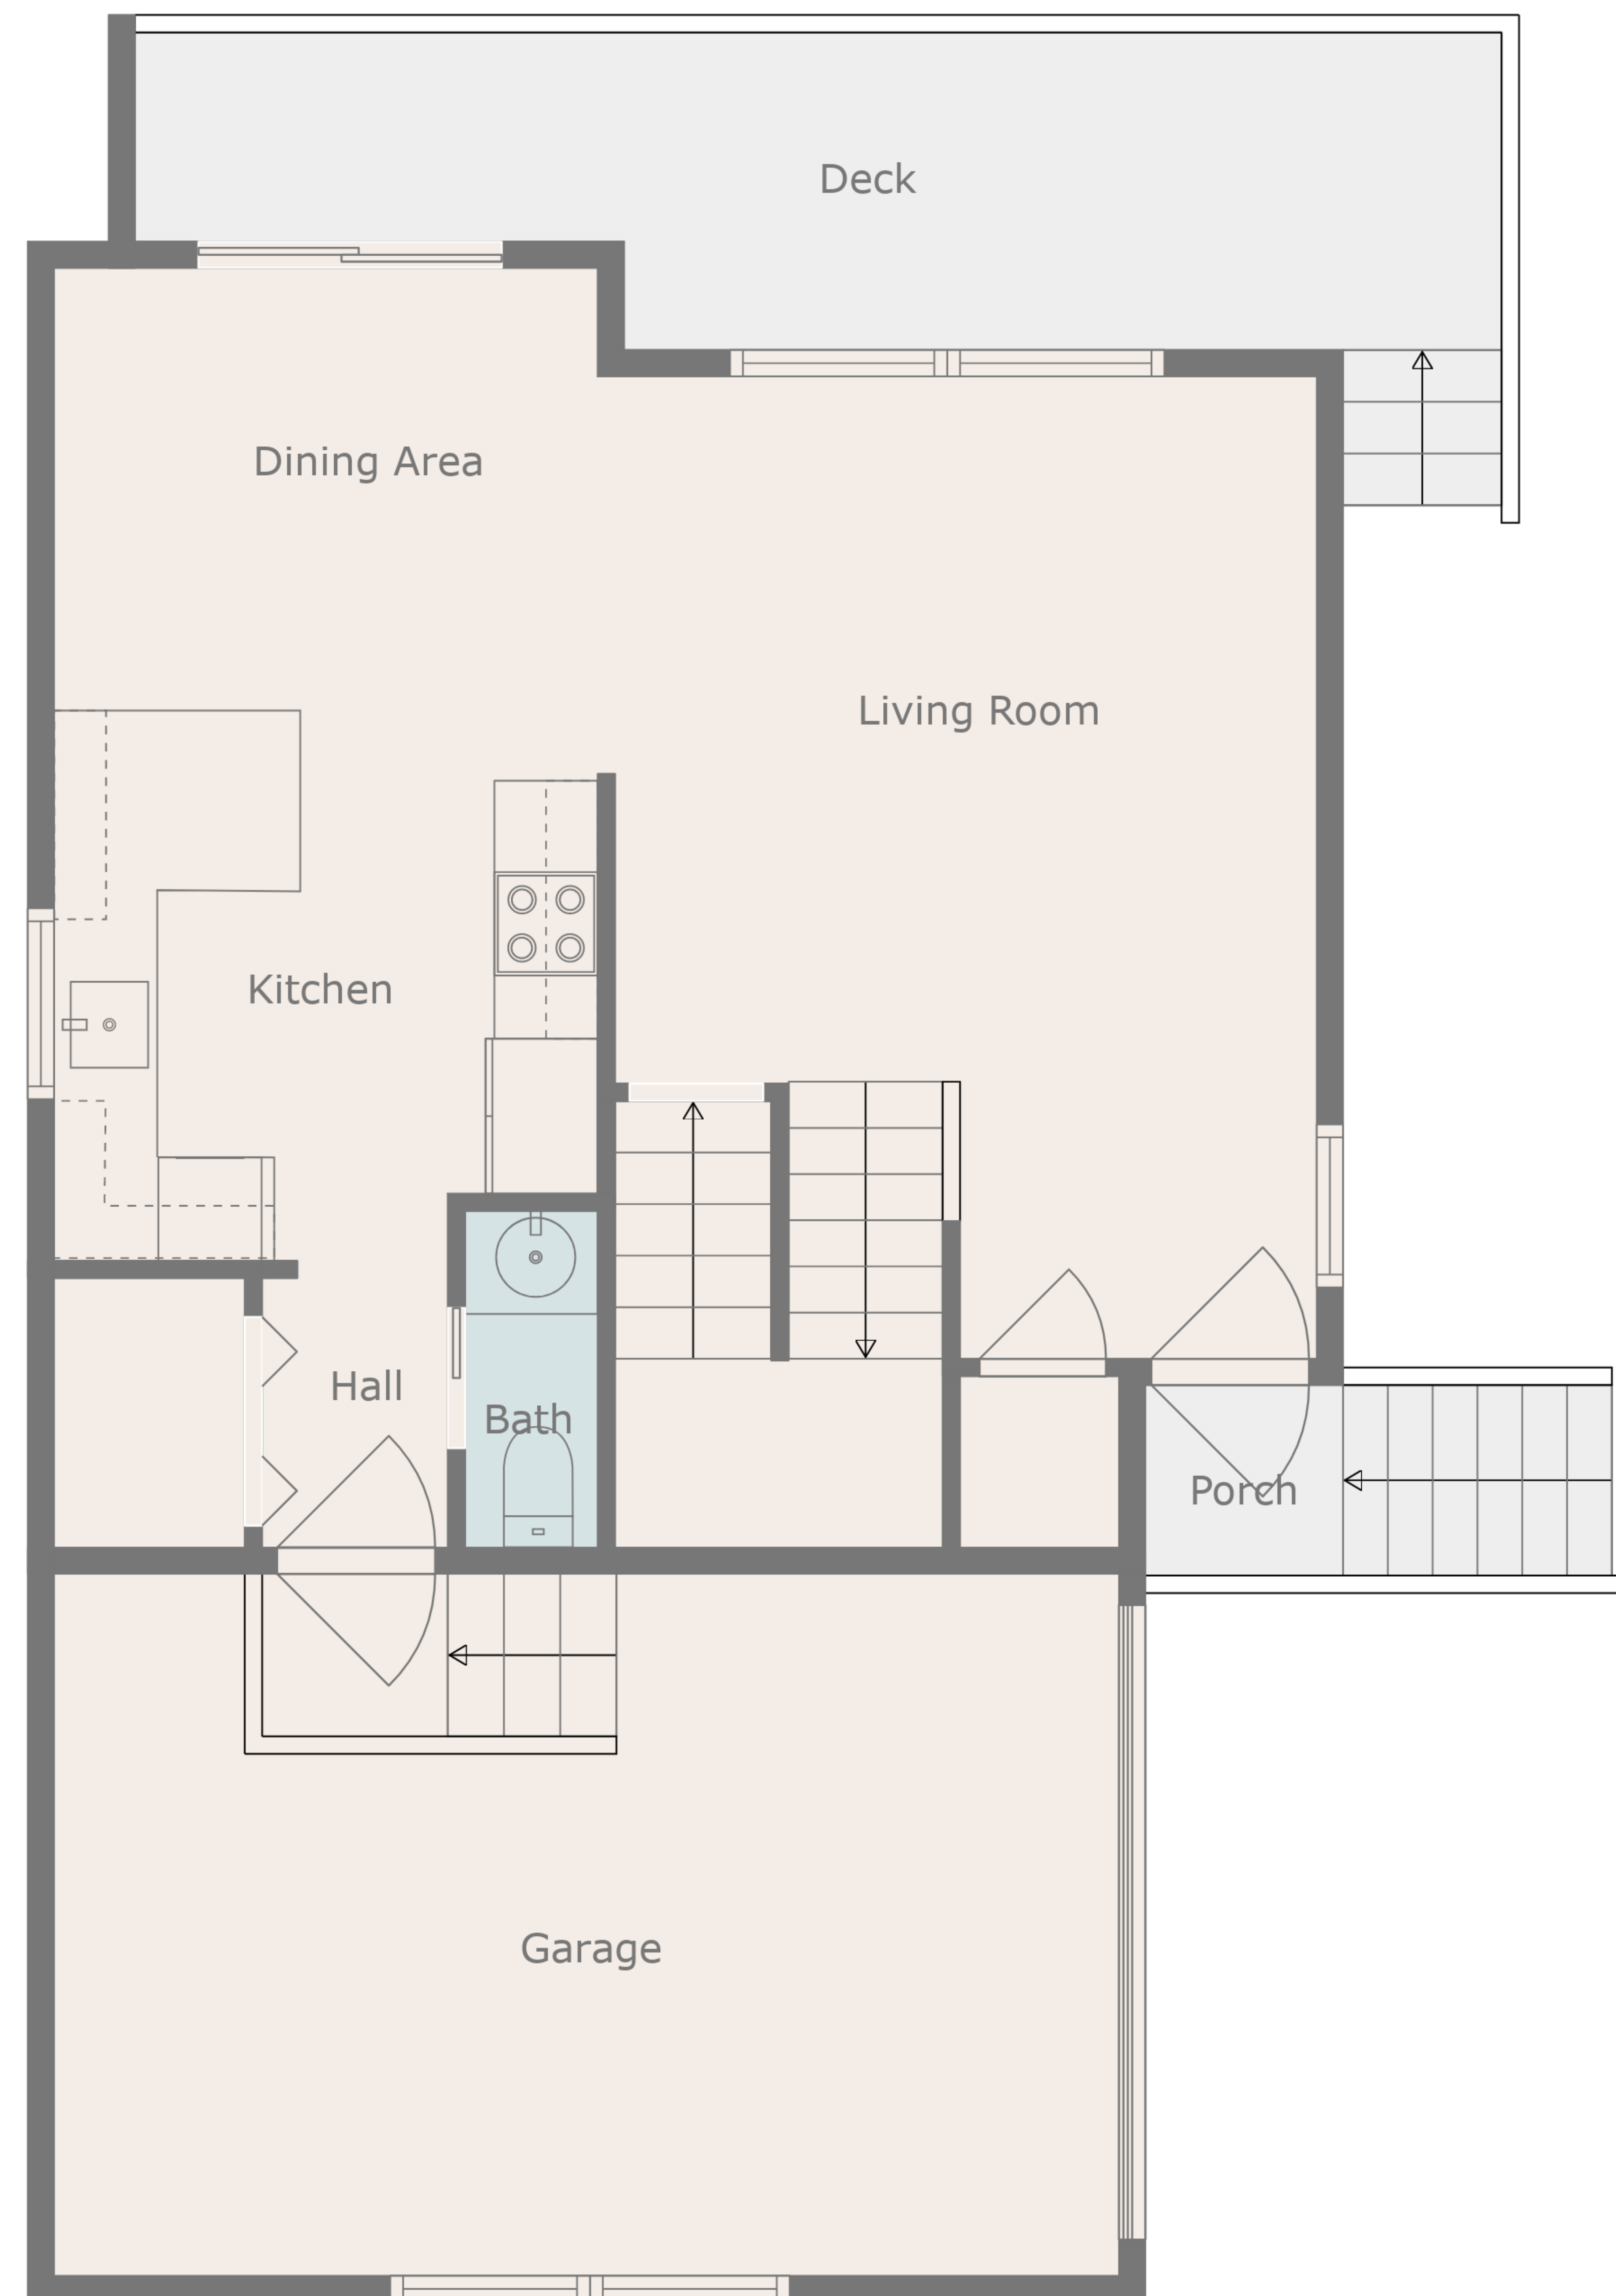 Deck
Dining Area
Living Room
Kitchen
Hall
Bath
Porch
Garage